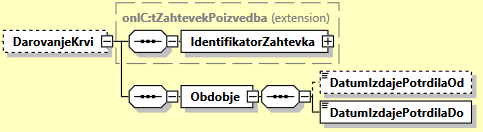 onIC:tZahtevekPoizvedba (extension)
DarovanjeKrvi
IdentifikatorZahtevka
Obdobje
DatumIzdajePotrdilaOd
DatumIzdajePotrdilaDo